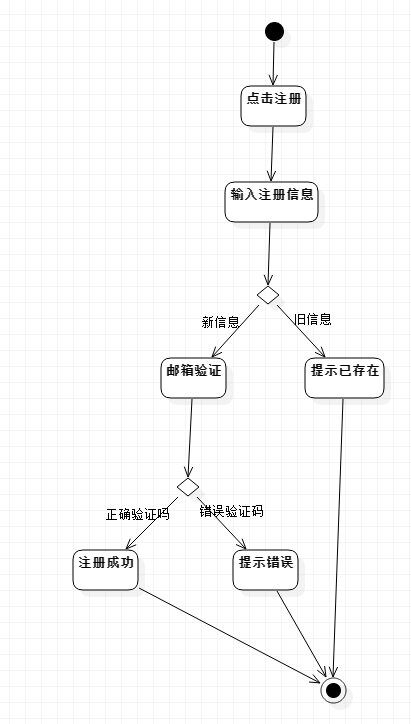 点击注册
输入注册信息
新信息
旧信息
邮箱验证
提示已存在
正确验证吗
错误验证码
注册成功
提示错误